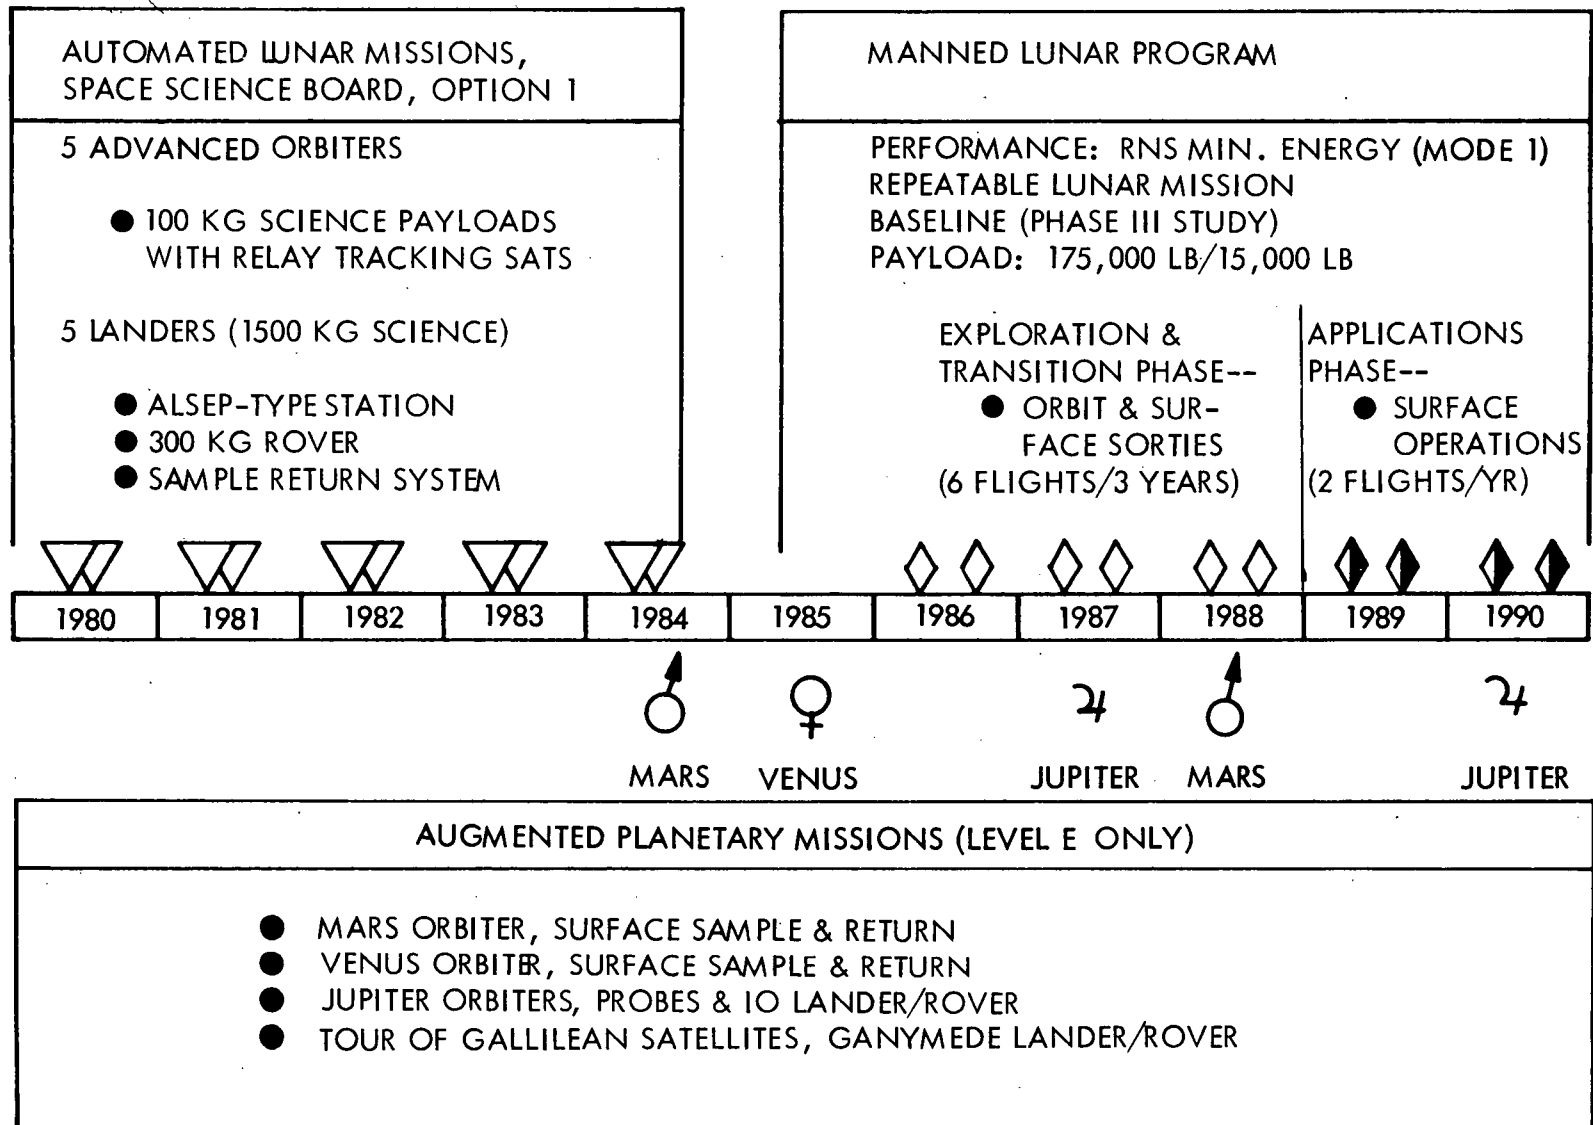 AUTOMATED LUNAR MISSIONS,
SPACE SCIENCE BOARD, OPTION 1
5 ADVANCED ORBITERS
● 100 KG SCIENCE PAYLOADS
WITH RELAY TRACKING SATS
5 LANDERS (1500 KG SCIENCE)
● ALSEP-TYPE STATION
● 300 KG ROVER
● SAMPLE RETURN SYSTEM
MANNED LUNAR PROGRAM
PERFORMANCE: RNS MIN. ENERGY (MODE 1)
REPEATABLE LUNAR MISSION
BASELINE (PHASE III STUDY)
PAYLOAD: 175,000 LB/15,000 LB
EXPLORATION &
TRANSITION PHASE--
● ORBIT & SUR-
FACE SORTIES
(6 FLIGHTS/3 YEARS)
APPLICATIONS
PHASE--
● SURFACE
OPERATIONS
(2 FLIGHTS/YR)
1980 1981 1982 1983 1984 1985 1986 1987 1988 1989 1990
♂ ♀ ♃ ♂ ♃
MARS VENUS JUPITER MARS JUPITER
AUGMENTED PLANETARY MISSIONS (LEVEL E ONLY)
● MARS ORBITER, SURFACE SAMPLE & RETURN
● VENUS ORBITER, SURFACE SAMPLE & RETURN
● JUPITER ORBITERS, PROBES & IO LANDER/ROVER
● TOUR OF GALLILEAN SATELLITES, GANYMEDE LANDER/ROVER